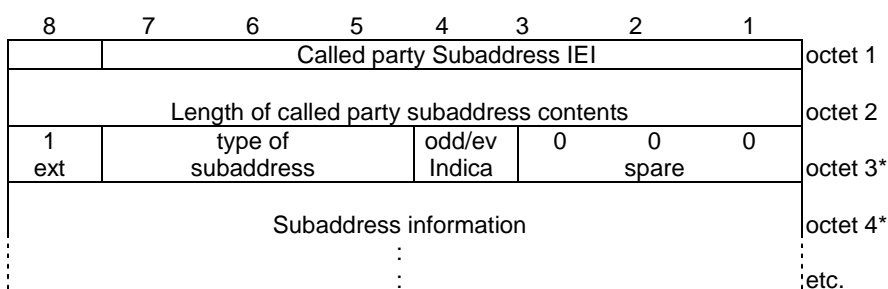 8 7 6 5 4 3 2 1
Called party Subaddress IEI octet 1
Length of called party subaddress contents octet 2
1 type of odd/ev 0 0 0
ext subaddress Indica spare octet 3*
Subaddress information octet 4*
:
: etc.